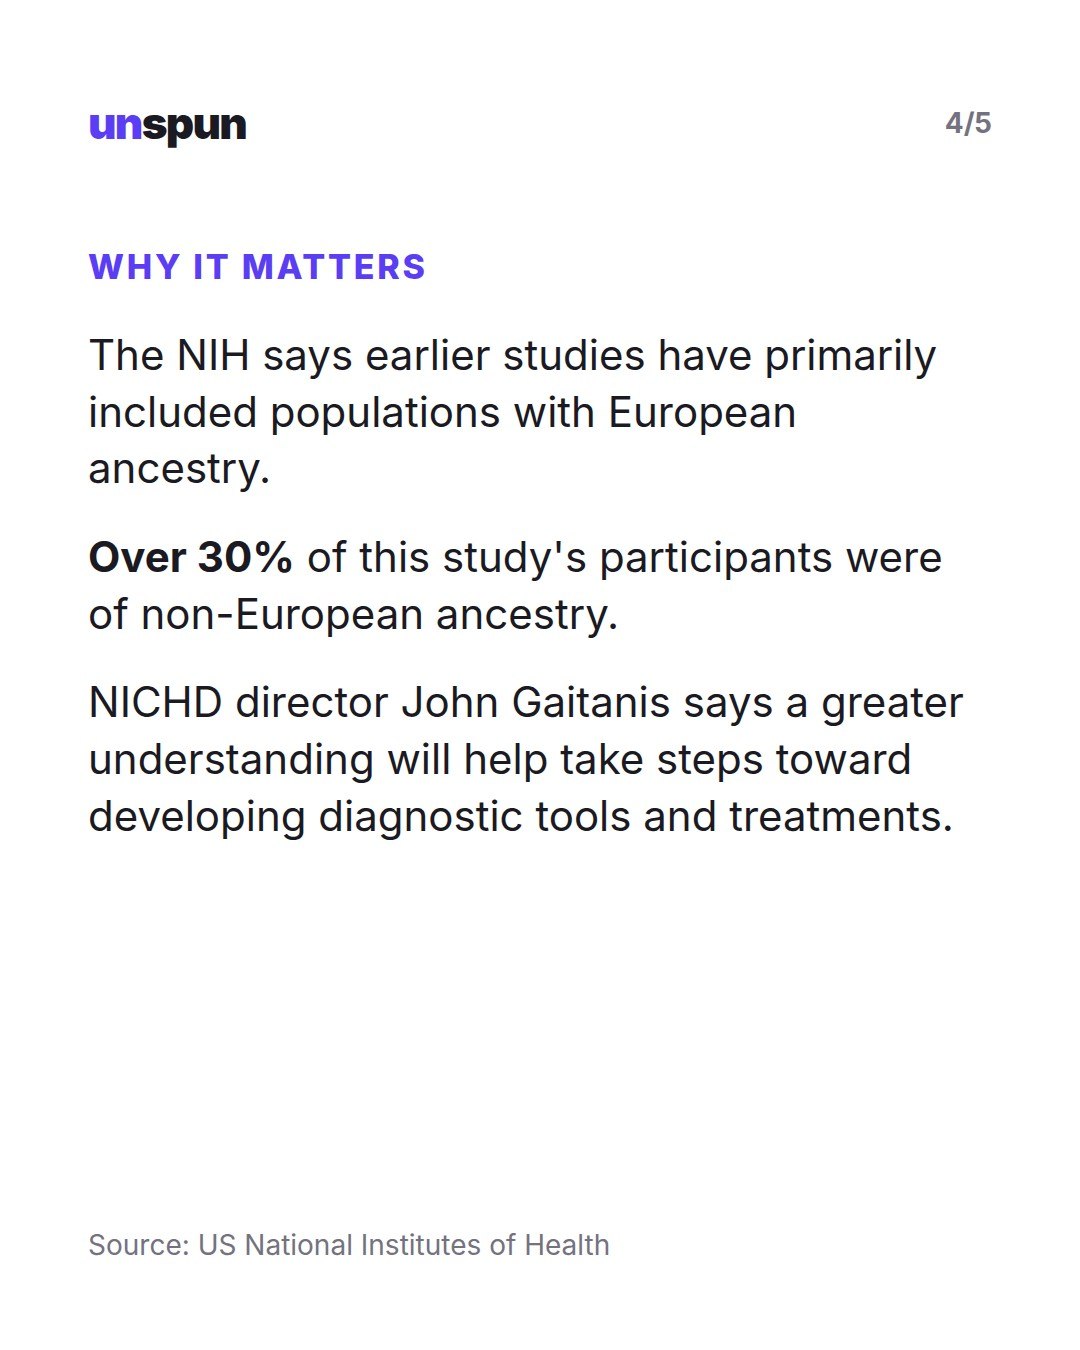 unspun
4/5
WHY IT MATTERS
The NIH says earlier studies have primarily
included populations with European
ancestry.
Over 30% of this study's participants were
of non-European ancestry.
NICHD director John Gaitanis says a greater
understanding will help take steps toward
developing diagnostic tools and treatments.
Source: US National Institutes of Health